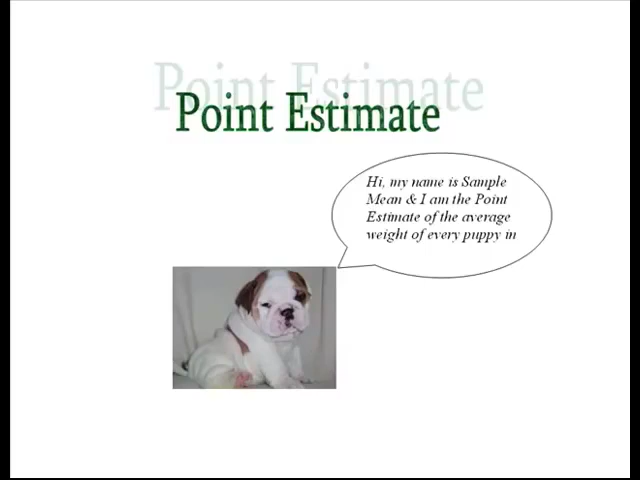 Point Estimate
Point Estimate
Hi, my name is Sample
Mean & I am the Point
Estimate of the average
weight of every puppy in